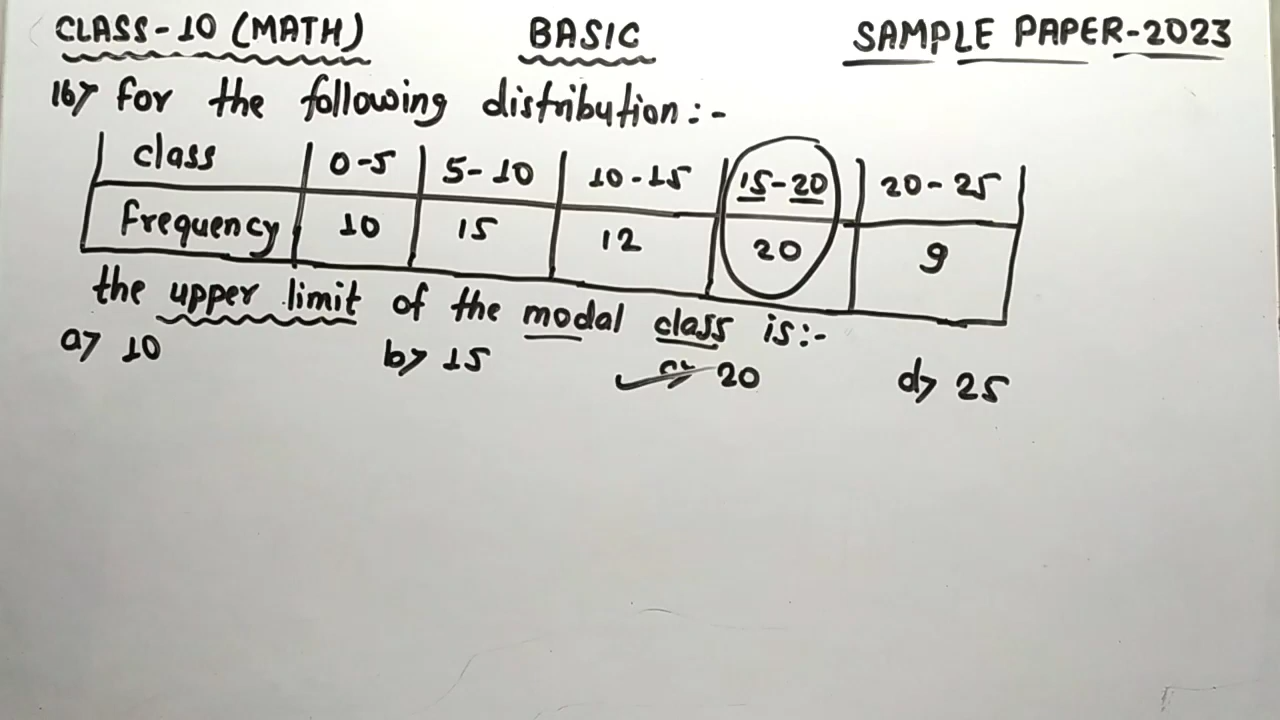 CLASS-10 (MATH) BASIC SAMPLE PAPER-2023
16> for the following distribution:-
class 0-5 5-10 10-15 15-20 20-25
frequency 10 15 12 20 9
the upper limit of the modal class is:-
a> 10 b> 15 c> 20 d> 25